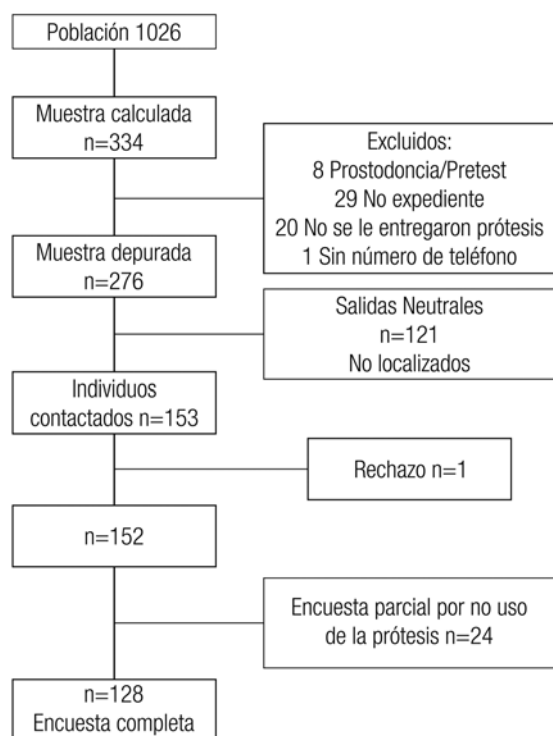 Población 1026
Muestra calculada
n=334
Excluidos:
8 Prostodoncia/Pretest
29 No expediente
20 No se le entregaron prótesis
1 Sin número de teléfono
Muestra depurada
n=276
Salidas Neutrales
n=121
No localizados
Individuos
contactados n=153
Rechazo n=1
n=152
Encuesta parcial por no uso
de la prótesis n=24
n=128
Encuesta completa